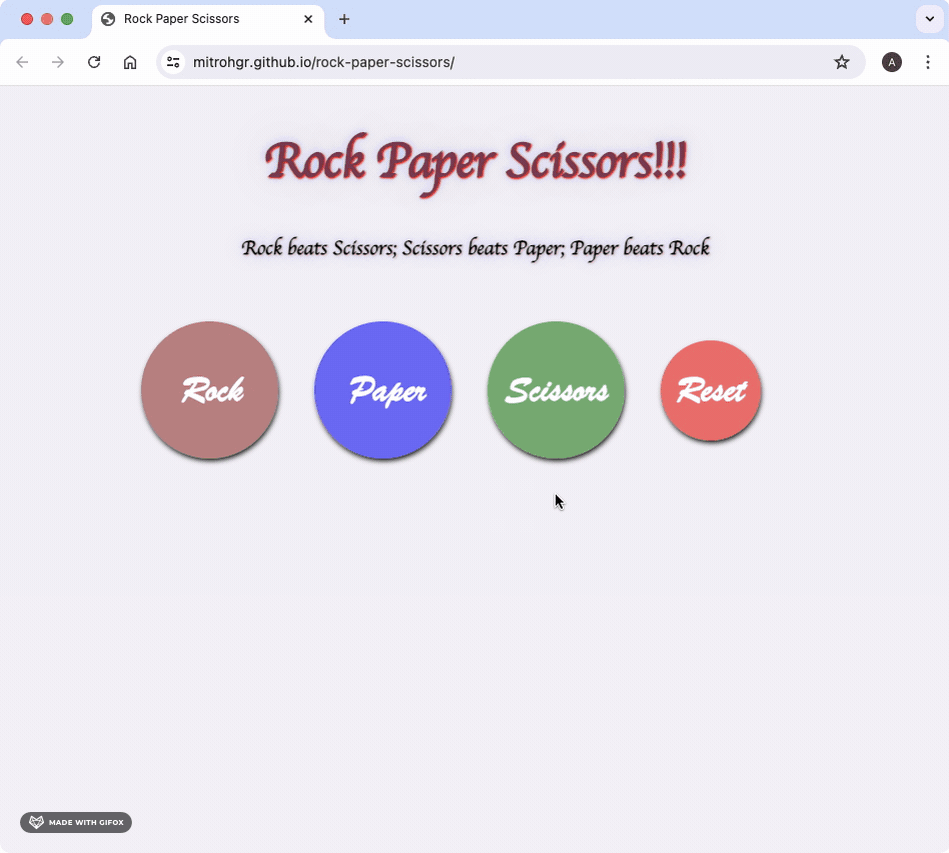 Rock Paper Scissors
mitrohgr.github.io/rock-paper-scissors/
A
Rock Paper Scissors!!!
Rock beats Scissors; Scissors beats Paper; Paper beats Rock
Rock Paper Scissors Reset
MADE WITH GIFOX